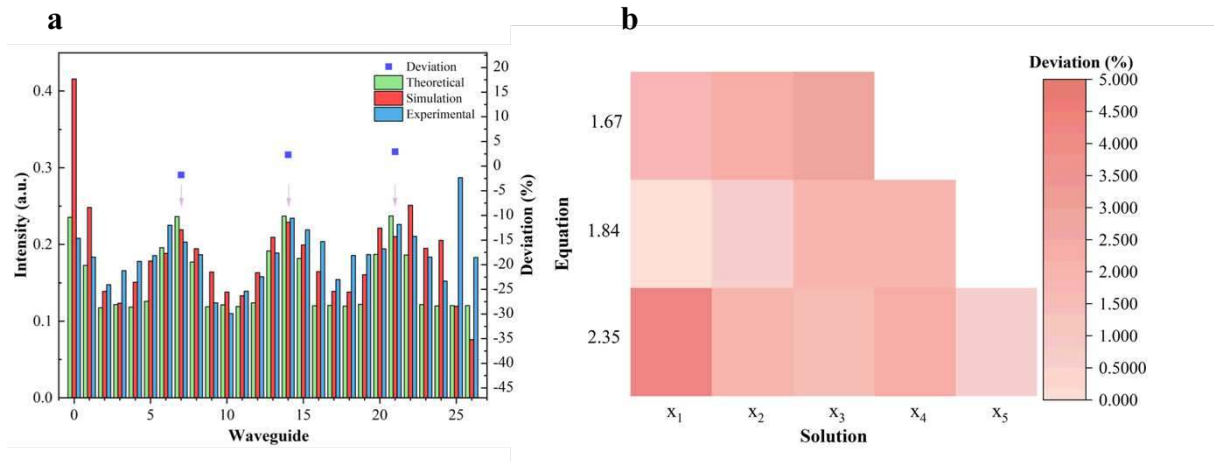 a
b
Deviation
Theoretical
Simulation
Experimental
0.4
0.3
0.2
0.1
0.0
Intensity (a.u.)
20
15
10
5
0
-5
-10
-15
-20
-25
-30
-35
-40
-45
Deviation (%)
0 5 10 15 20 25
Waveguide
Equation
1.67
1.84
2.35
x1 x2 x3 x4 x5
Solution
Deviation (%)
5.000
4.500
4.000
3.500
3.000
2.500
2.000
1.500
1.000
0.5000
0.000